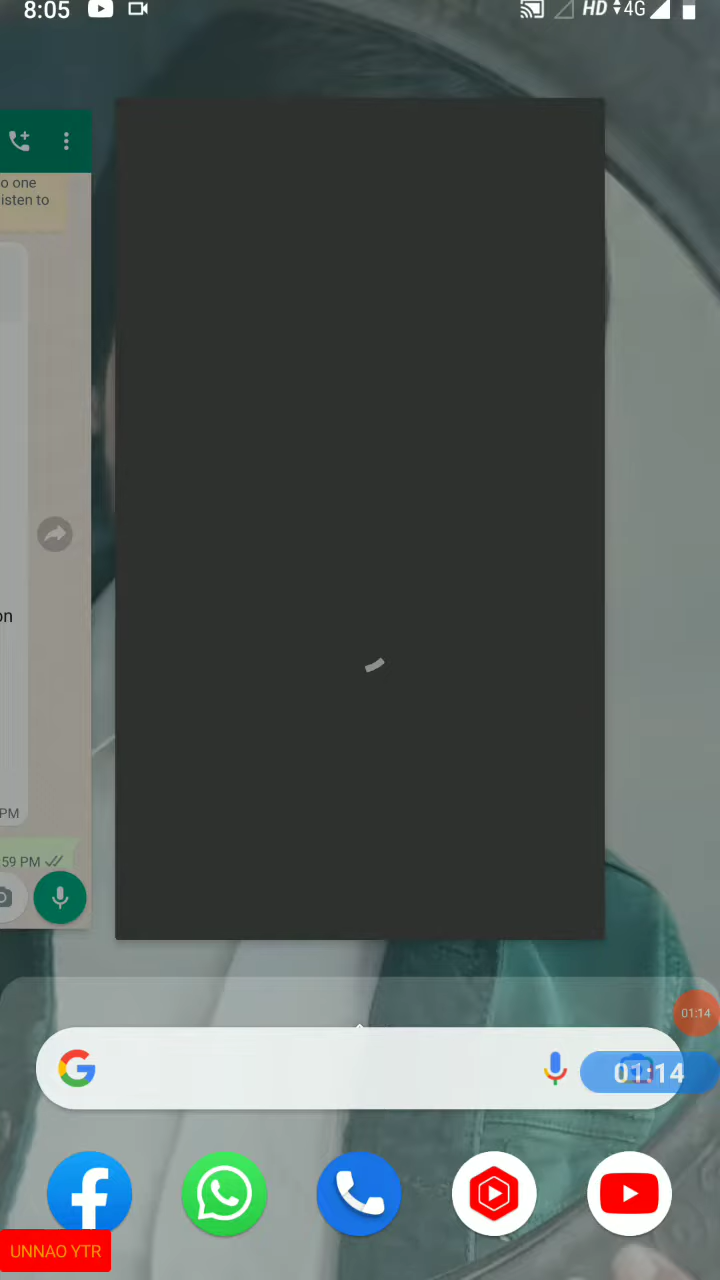 8:05
HD 4G
o one
isten to
on
PM
59 PM
01:14
01:14
UNNAO YTR